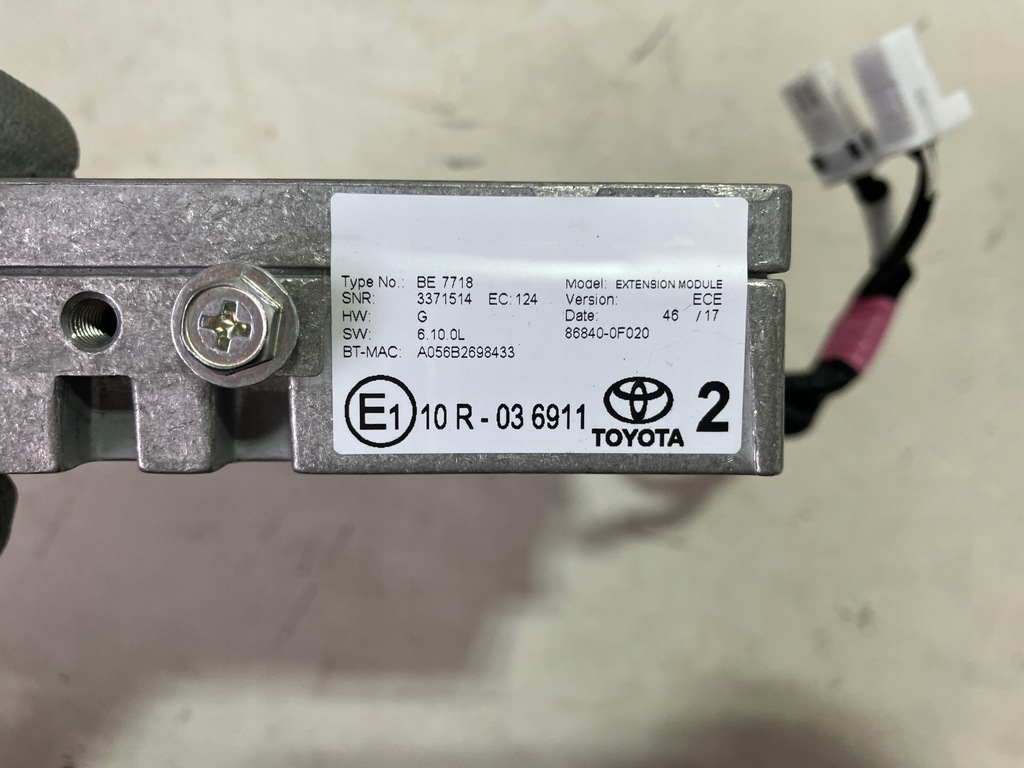 Type No.: BE 7718 Model: EXTENSION MODULE
SNR: 3371514 EC: 124 Version: ECE
HW: G Date: 46 / 17
SW: 6.10.0L 86840-0F020
BT-MAC: A056B2698433
E1 10 R - 03 6911 TOYOTA 2